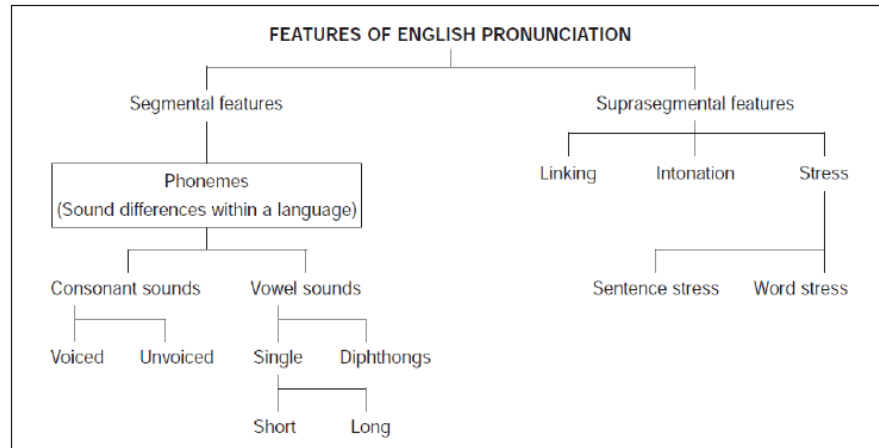 FEATURES OF ENGLISH PRONUNCIATION
Segmental features
Suprasegmental features
Phonemes
(Sound differences within a language)
Linking
Intonation
Stress
Consonant sounds
Vowel sounds
Sentence stress
Word stress
Voiced
Unvoiced
Single
Diphthongs
Short
Long